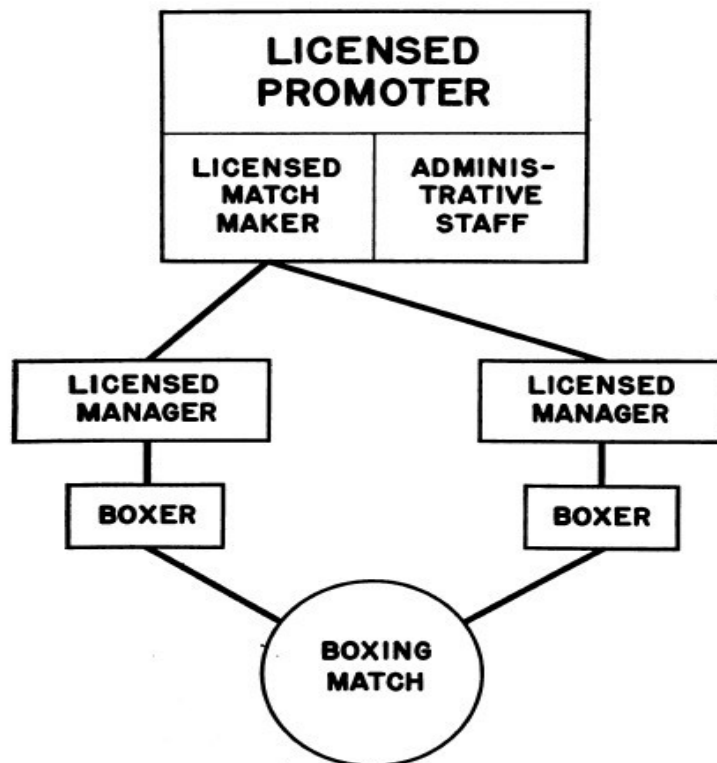 LICENSED
PROMOTER
LICENSED
MATCH
MAKER
ADMINIS-
TRATIVE
STAFF
LICENSED
MANAGER
LICENSED
MANAGER
BOXER
BOXER
BOXING
MATCH